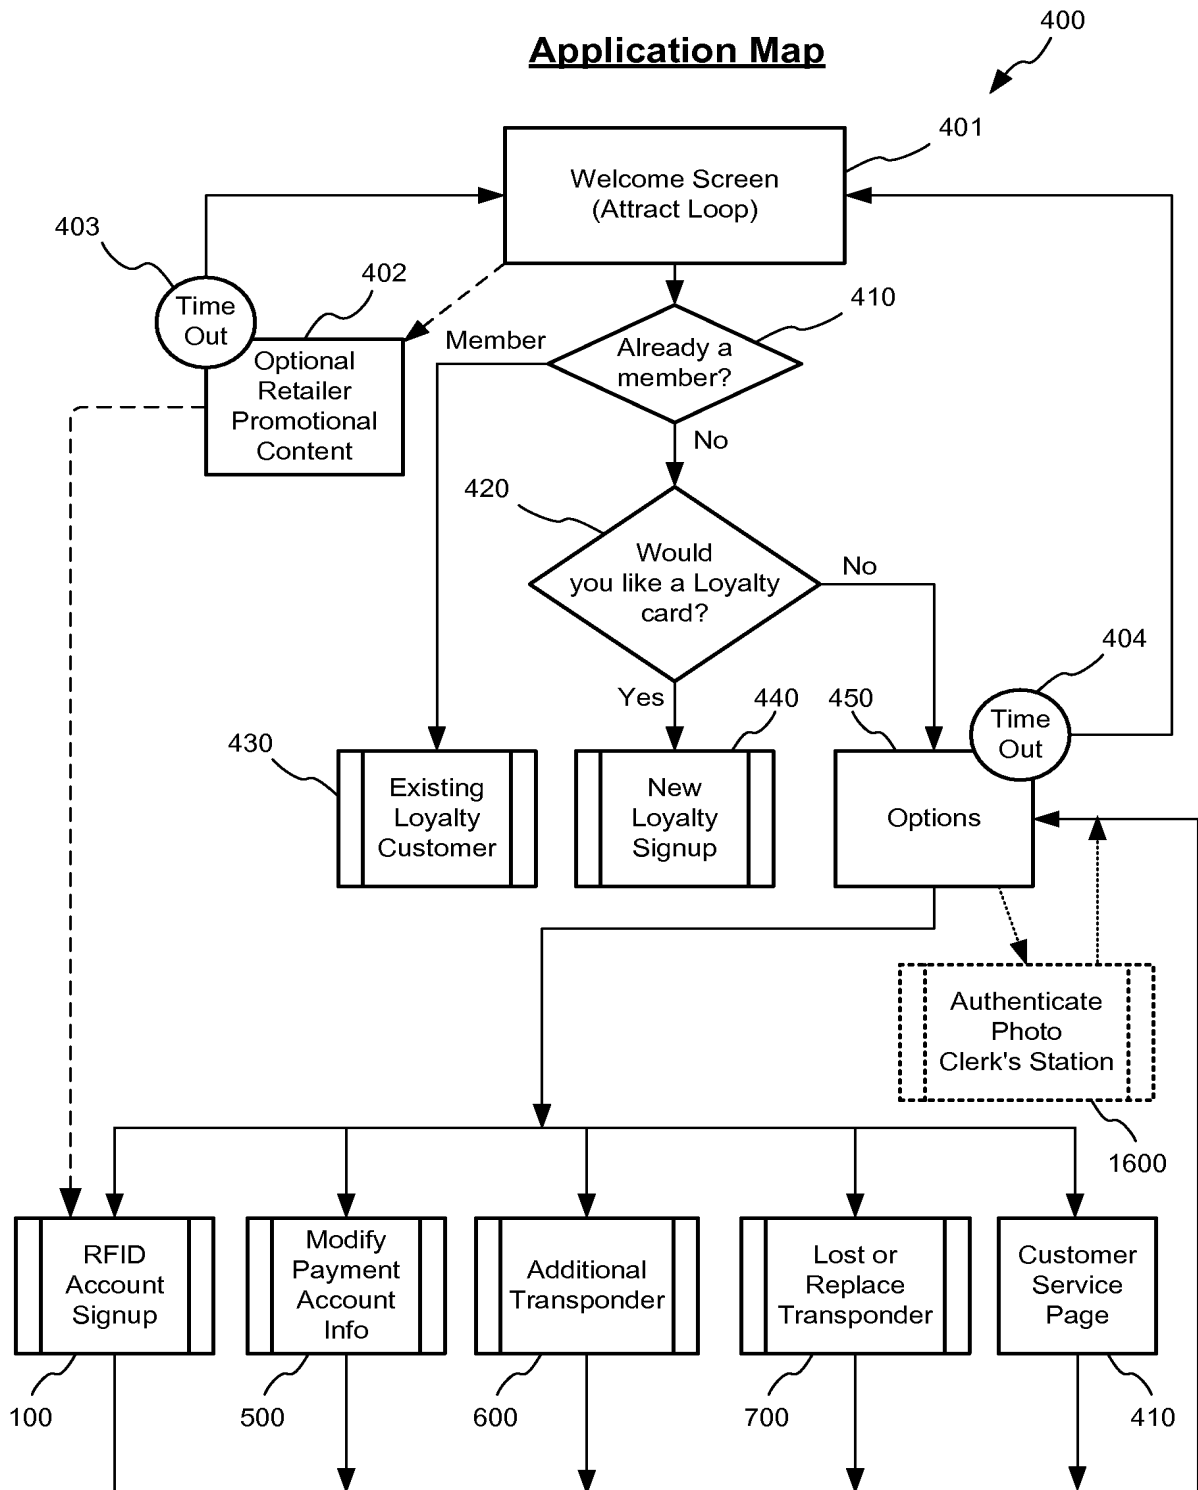 Application Map
400
401
Welcome Screen
(Attract Loop)
403
402
Time
Out
410
Member
Already a
member?
Optional
Retailer
Promotional
Content
No
420
Would
you like a Loyalty
card?
No
404
Yes
440
450
Time
Out
430
Existing
Loyalty
Customer
New
Loyalty
Signup
Options
Authenticate
Photo
Clerk's Station
1600
RFID
Account
Signup
Modify
Payment
Account
Info
Additional
Transponder
Lost or
Replace
Transponder
Customer
Service
Page
100
500
600
700
410